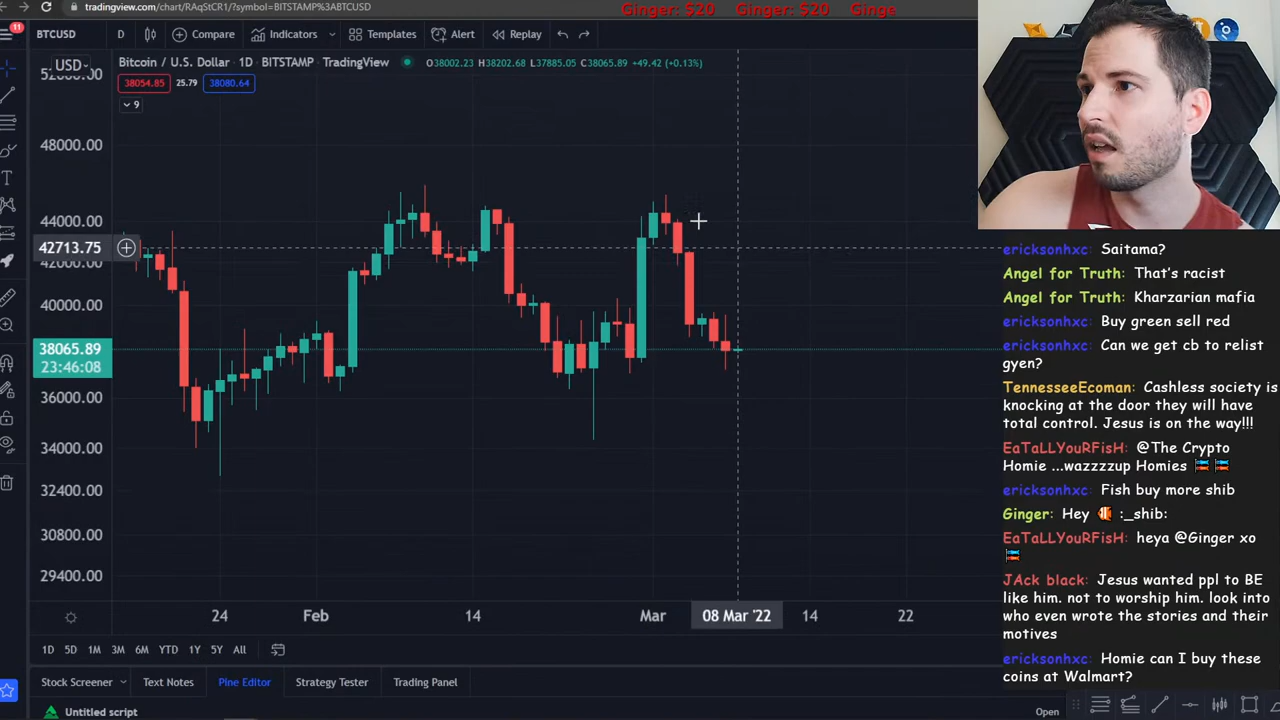 tradingview.com/chart/RAqStCR1/?symbol=BITSTAMP%3ABTCUSD
Ginger: $20 Ginger: $20 Ginge
11
BTCUSD D Compare Indicators Templates Alert Replay
USD Bitcoin / U.S. Dollar · 1D · BITSTAMP TradingView O38002.23 H38202.68 L37885.05 C38065.89 +49.42 (+0.13%)
38054.85 25.79 38080.64
9
48000.00
44000.00
42713.75
42000.00
40000.00
38065.89
23:46:08
36000.00
34000.00
32400.00
30800.00
29400.00
24 Feb 14 Mar 08 Mar '22 14 22
1D 5D 1M 3M 6M YTD 1Y 5Y All
Stock Screener Text Notes Pine Editor Strategy Tester Trading Panel
Untitled script
Open
ericksonhxc: Saitama?
Angel for Truth: That's racist
Angel for Truth: Kharzarian mafia
ericksonhxc: Buy green sell red
ericksonhxc: Can we get cb to relist
gyen?
TennesseeEcoman: Cashless society is
knocking at the door they will have
total control. Jesus is on the way!!!
EaTaLLYouRFisH: @The Crypto
Homie ...wazzzzup Homies
ericksonhxc: Fish buy more shib
Ginger: Hey :_shib:
EaTaLLYouRFisH: heya @Ginger xo
JAck black: Jesus wanted ppl to BE
like him. not to worship him. look into
who even wrote the stories and their
motives
ericksonhxc: Homie can I buy these
coins at Walmart?